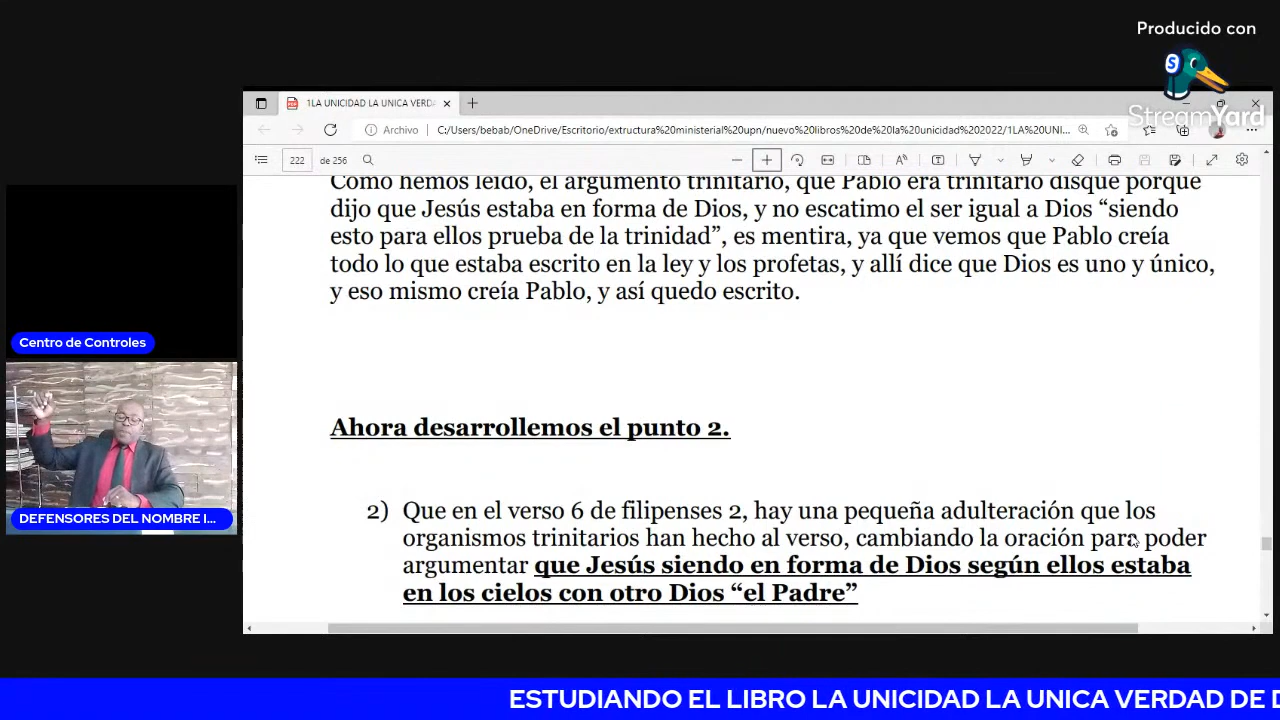 Producido con
StreamYard
1LA UNICIDAD LA UNICA VERDA
Archivo
C:/Users/bebab/OneDrive/Escritorio/extructura%20ministerial%20upn/nuevo%20libros%20de%20la%20unicidad%202022/1LA%20UNI...
222 de 256
Como hemos leído, el argumento trinitario, que Pablo era trinitario disque porque
dijo que Jesús estaba en forma de Dios, y no escatimo el ser igual a Dios “siendo
esto para ellos prueba de la trinidad”, es mentira, ya que vemos que Pablo creía
todo lo que estaba escrito en la ley y los profetas, y allí dice que Dios es uno y único,
y eso mismo creía Pablo, y así quedo escrito.
Ahora desarrollemos el punto 2.
2) Que en el verso 6 de filipenses 2, hay una pequeña adulteración que los
organismos trinitarios han hecho al verso, cambiando la oración para poder
argumentar que Jesús siendo en forma de Dios según ellos estaba
en los cielos con otro Dios “el Padre”
Centro de Controles
DEFENSORES DEL NOMBRE I...
ESTUDIANDO EL LIBRO LA UNICIDAD LA UNICA VERDAD DE